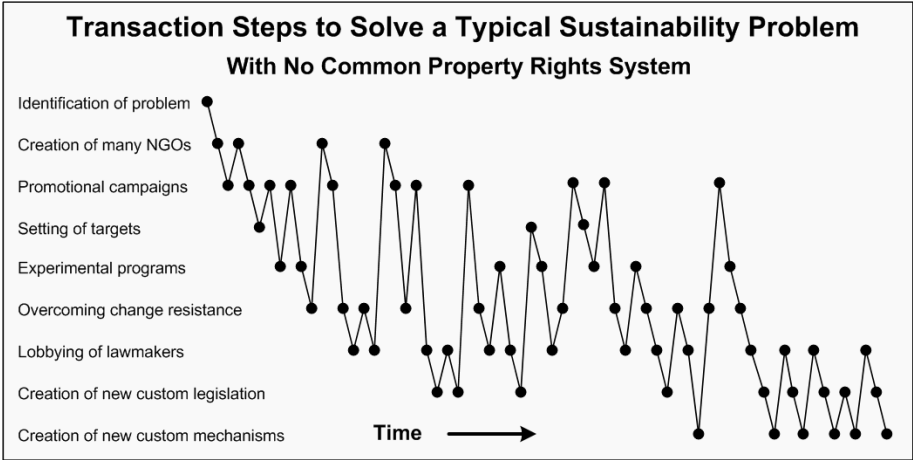 Transaction Steps to Solve a Typical Sustainability Problem
With No Common Property Rights System
Identification of problem
Creation of many NGOs
Promotional campaigns
Setting of targets
Experimental programs
Overcoming change resistance
Lobbying of lawmakers
Creation of new custom legislation
Creation of new custom mechanisms
Time